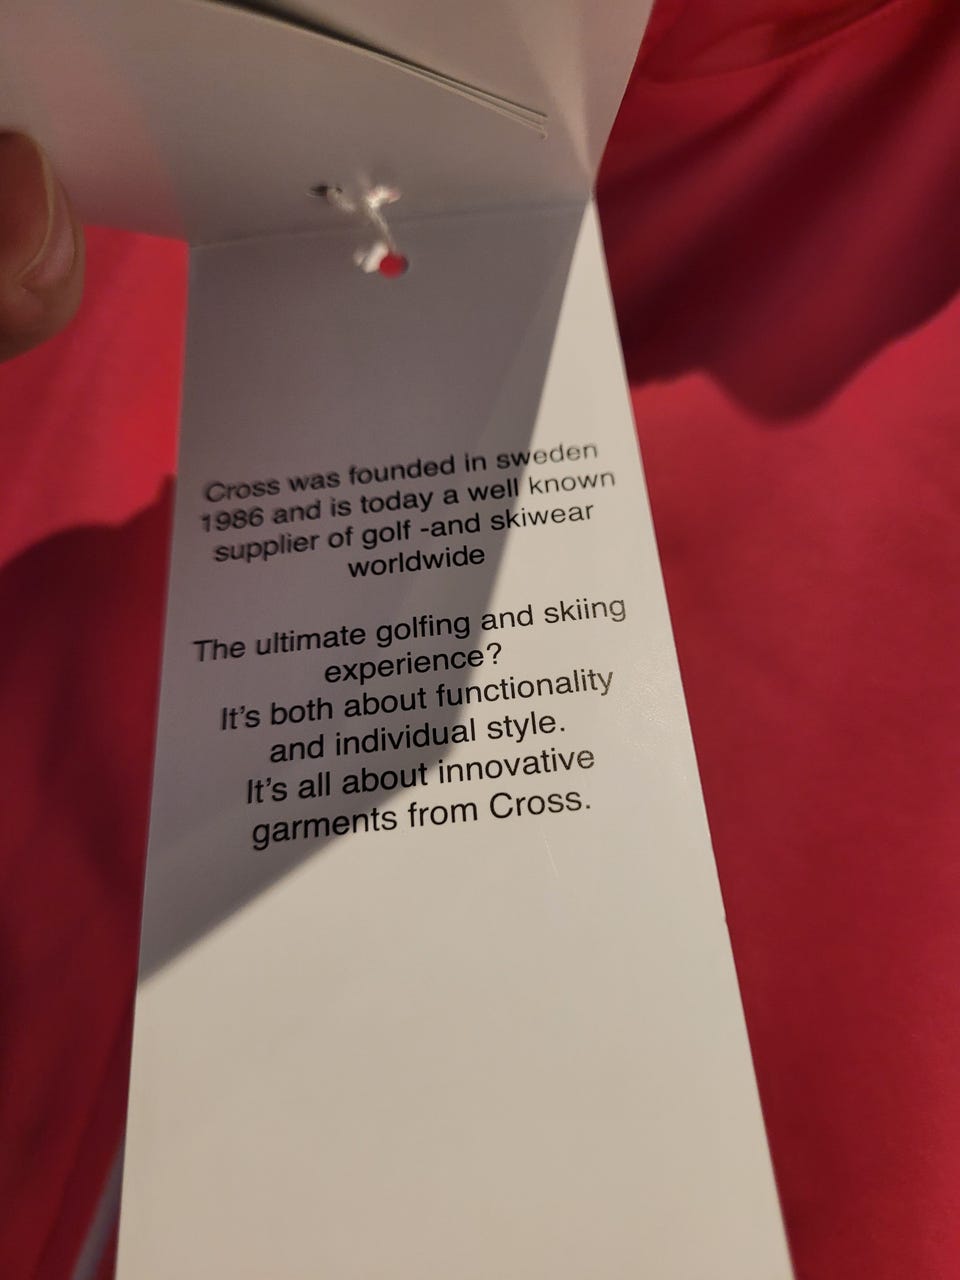 Cross was founded in sweden
1986 and is today a well known
supplier of golf -and skiwear
worldwide
The ultimate golfing and skiing
experience?
It's both about functionality
and individual style.
It's all about innovative
garments from Cross.